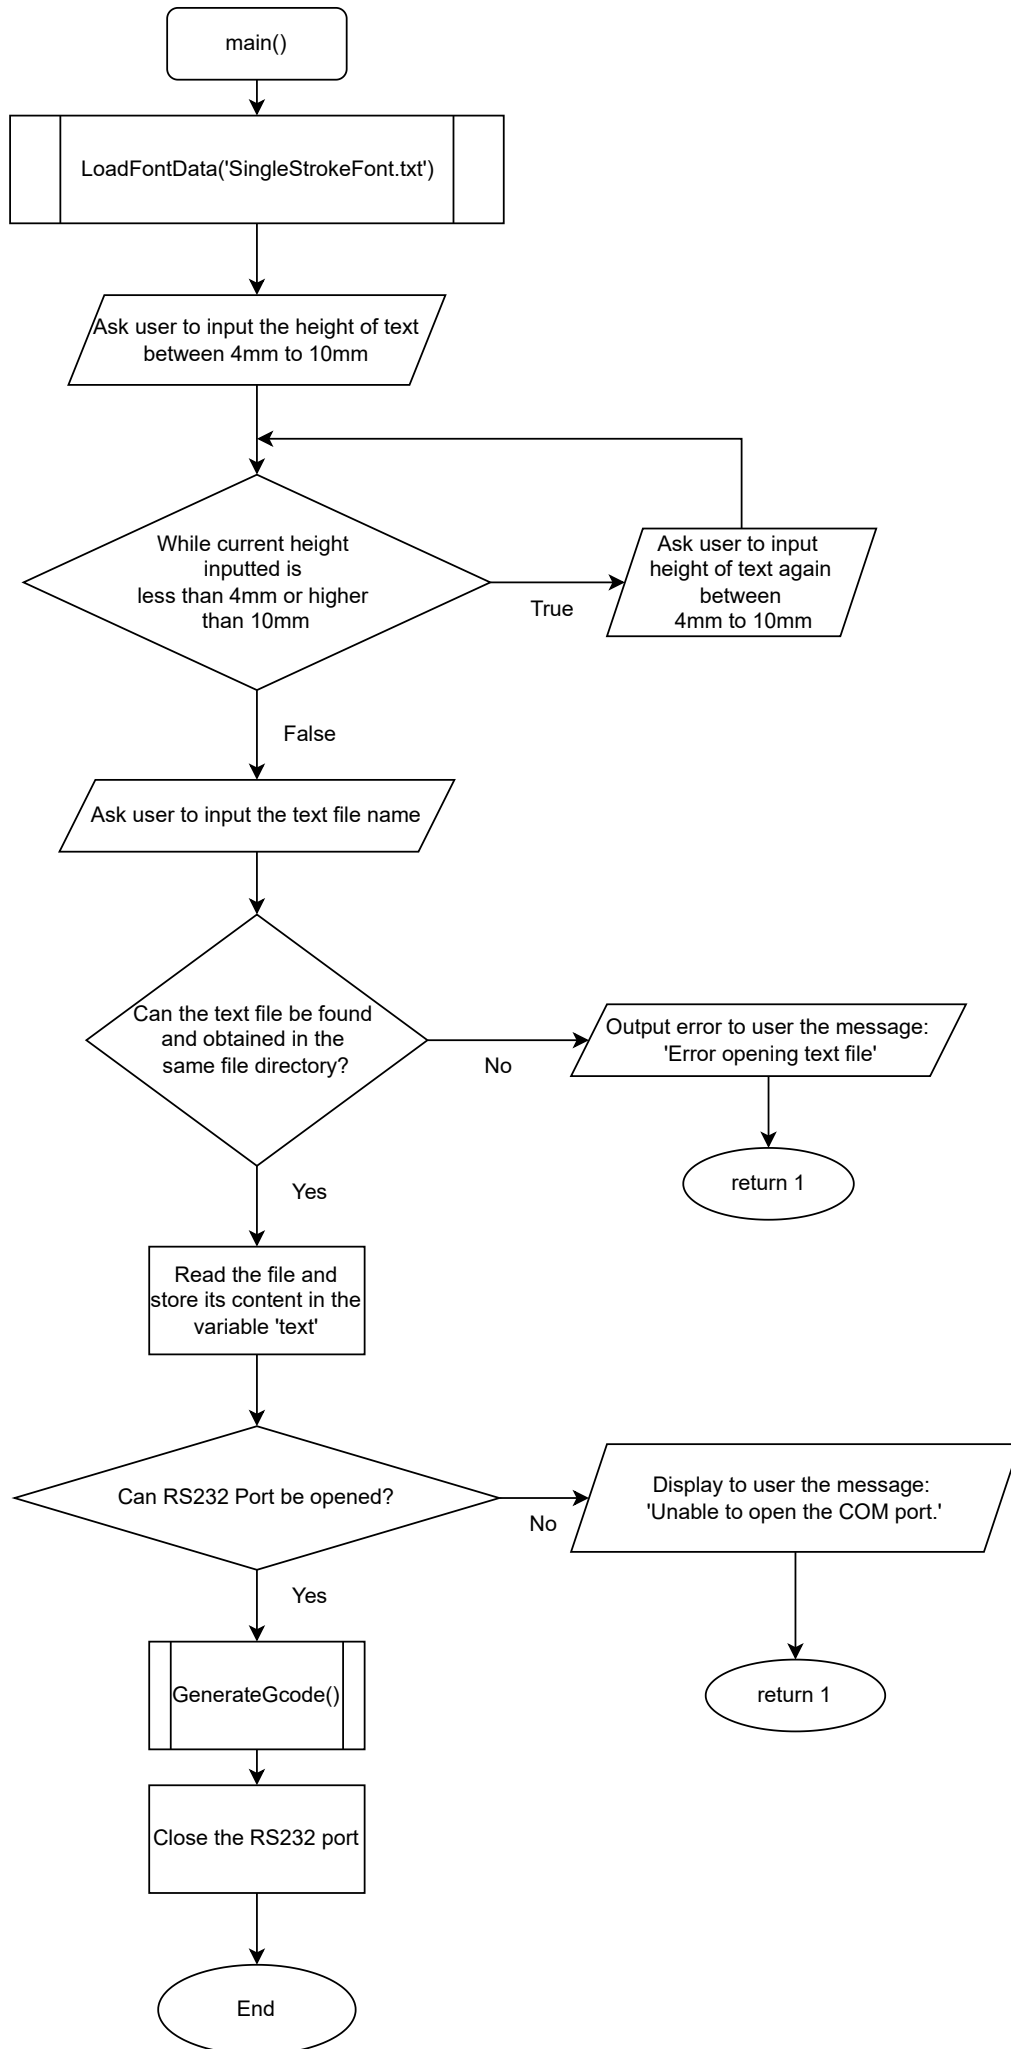 main()
LoadFontData('SingleStrokeFont.txt')
Ask user to input the height of text
between 4mm to 10mm
While current height
inputted is
less than 4mm or higher
than 10mm
True
Ask user to input
height of text again
between
4mm to 10mm
False
Ask user to input the text file name
Can the text file be found
and obtained in the
same file directory?
No
Output error to user the message:
'Error opening text file'
return 1
Yes
Read the file and
store its content in the
variable 'text'
Can RS232 Port be opened?
No
Display to user the message:
'Unable to open the COM port.'
return 1
Yes
GenerateGcode()
Close the RS232 port
End